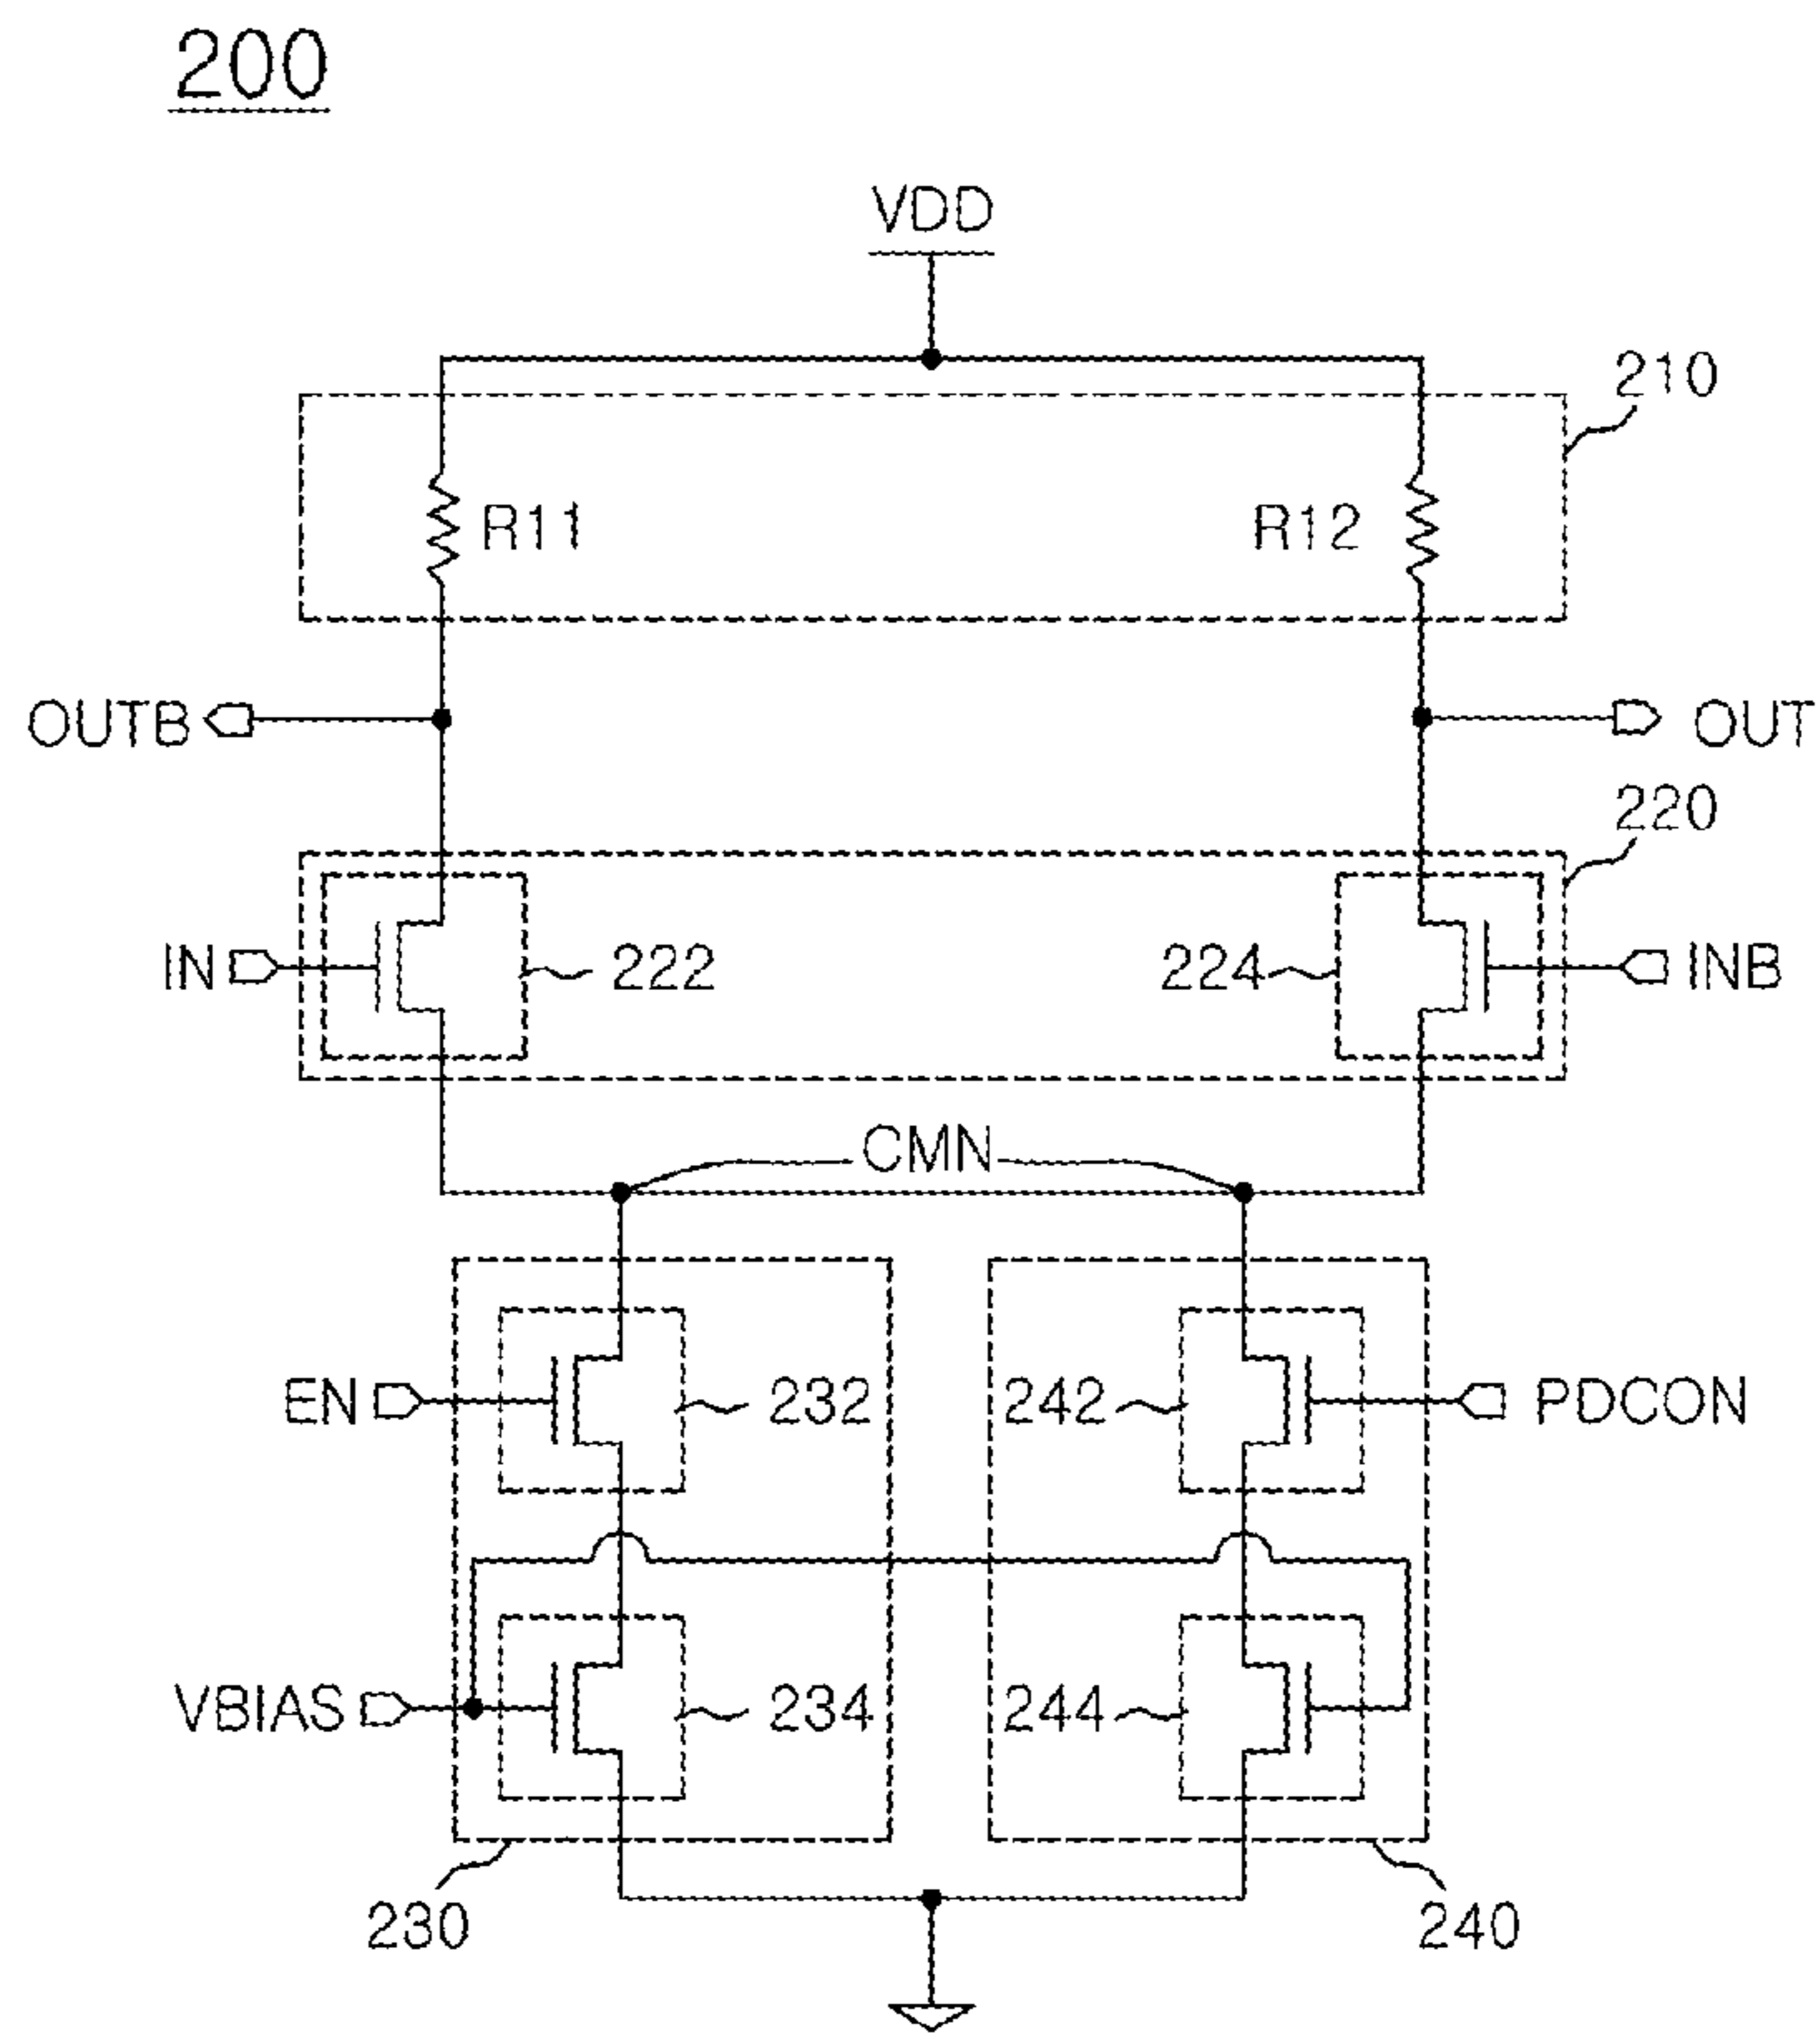 200
VDD
210
R11
R12
OUTB
OUT
220
IN
222
224
INB
CMN
EN
232
242
PDCON
VBIAS
234
244
230
240